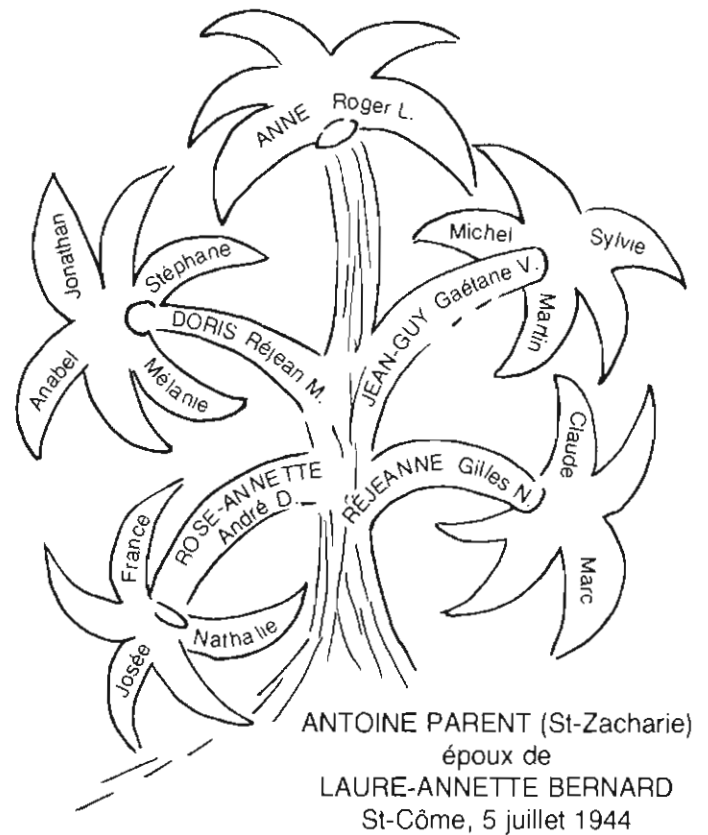 ANNE Roger L.
Michel
Sylvie
Martin
JEAN-GUY Gaétane V.
Jonathan
Stéphane
DORIS Réjean M.
Anabel
Mélanie
Claude
RÉJEANNE Gilles N.
Marc
ROSE-ANNETTE
André D.
France
Nathalie
Josée
ANTOINE PARENT (St-Zacharie)
époux de
LAURE-ANNETTE BERNARD
St-Côme, 5 juillet 1944